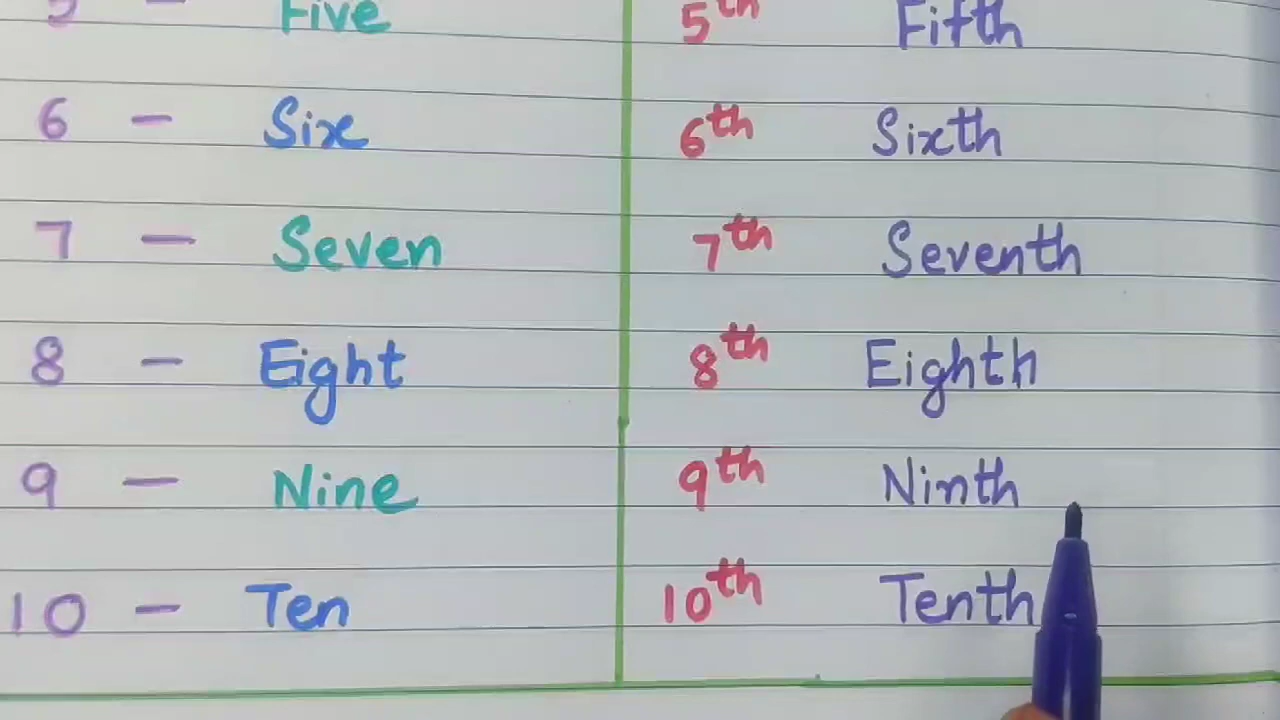 5 - Five 5th Fifth
6 - Six 6th Sixth
7 - Seven 7th Seventh
8 - Eight 8th Eighth
9 - Nine 9th Ninth
10 - Ten 10th Tenth